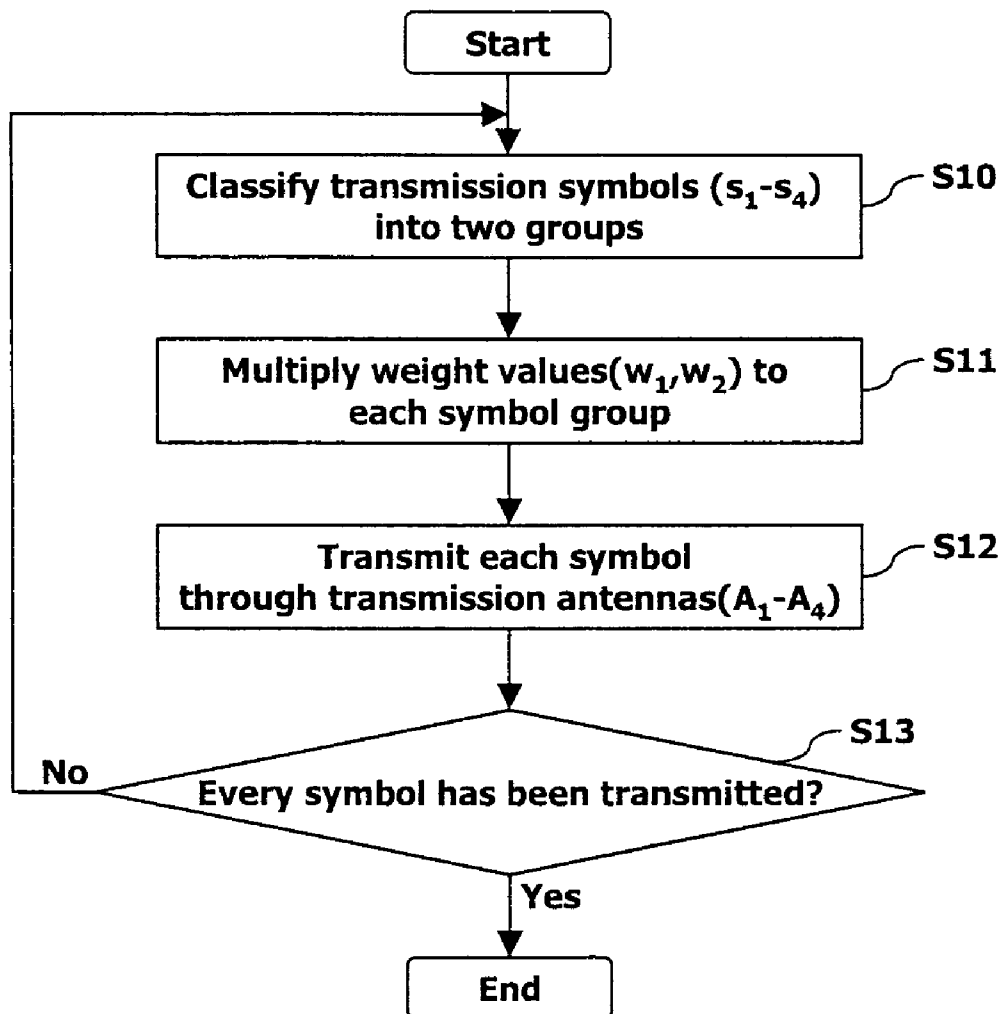 Start
Classify transmission symbols (s₁-s₄)
into two groups
S10
Multiply weight values(w₁,w₂) to
each symbol group
S11
Transmit each symbol
through transmission antennas(A₁-A₄)
S12
S13
No
Every symbol has been transmitted?
Yes
End